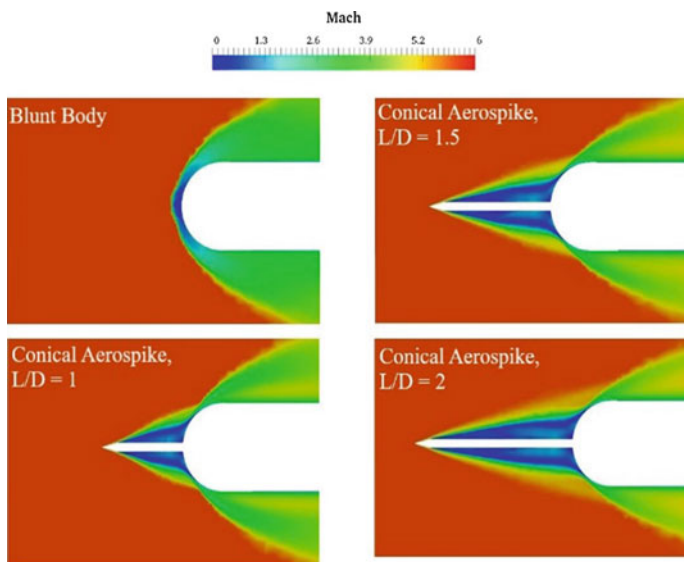 Mach
0 1.3 2.6 3.9 5.2 6
Blunt Body
Conical Aerospike,
L/D = 1.5
Conical Aerospike,
L/D = 1
Conical Aerospike,
L/D = 2